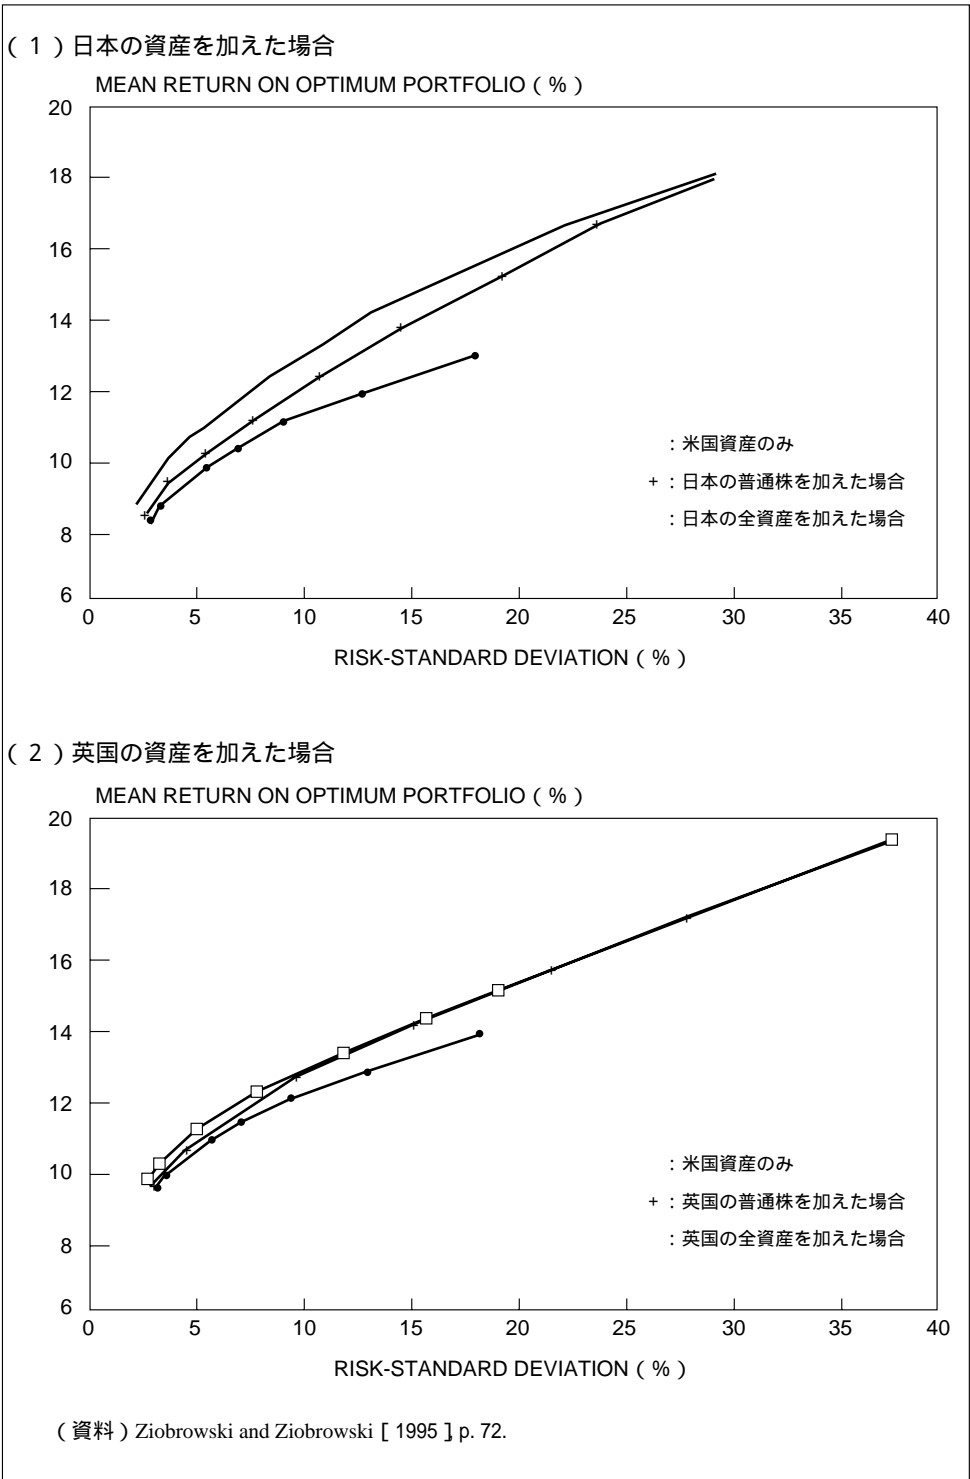 （１）日本の資産を加えた場合
MEAN RETURN ON OPTIMUM PORTFOLIO（%）
20
18
16
14
12
10
8
6
：米国資産のみ
+：日本の普通株を加えた場合
：日本の全資産を加えた場合
0 5 10 15 20 25 30 35 40
RISK-STANDARD DEVIATION（%）
（２）英国の資産を加えた場合
MEAN RETURN ON OPTIMUM PORTFOLIO（%）
20
18
16
14
12
10
8
6
：米国資産のみ
+：英国の普通株を加えた場合
：英国の全資産を加えた場合
0 5 10 15 20 25 30 35 40
RISK-STANDARD DEVIATION（%）
（資料）Ziobrowski and Ziobrowski［1995］, p. 72.